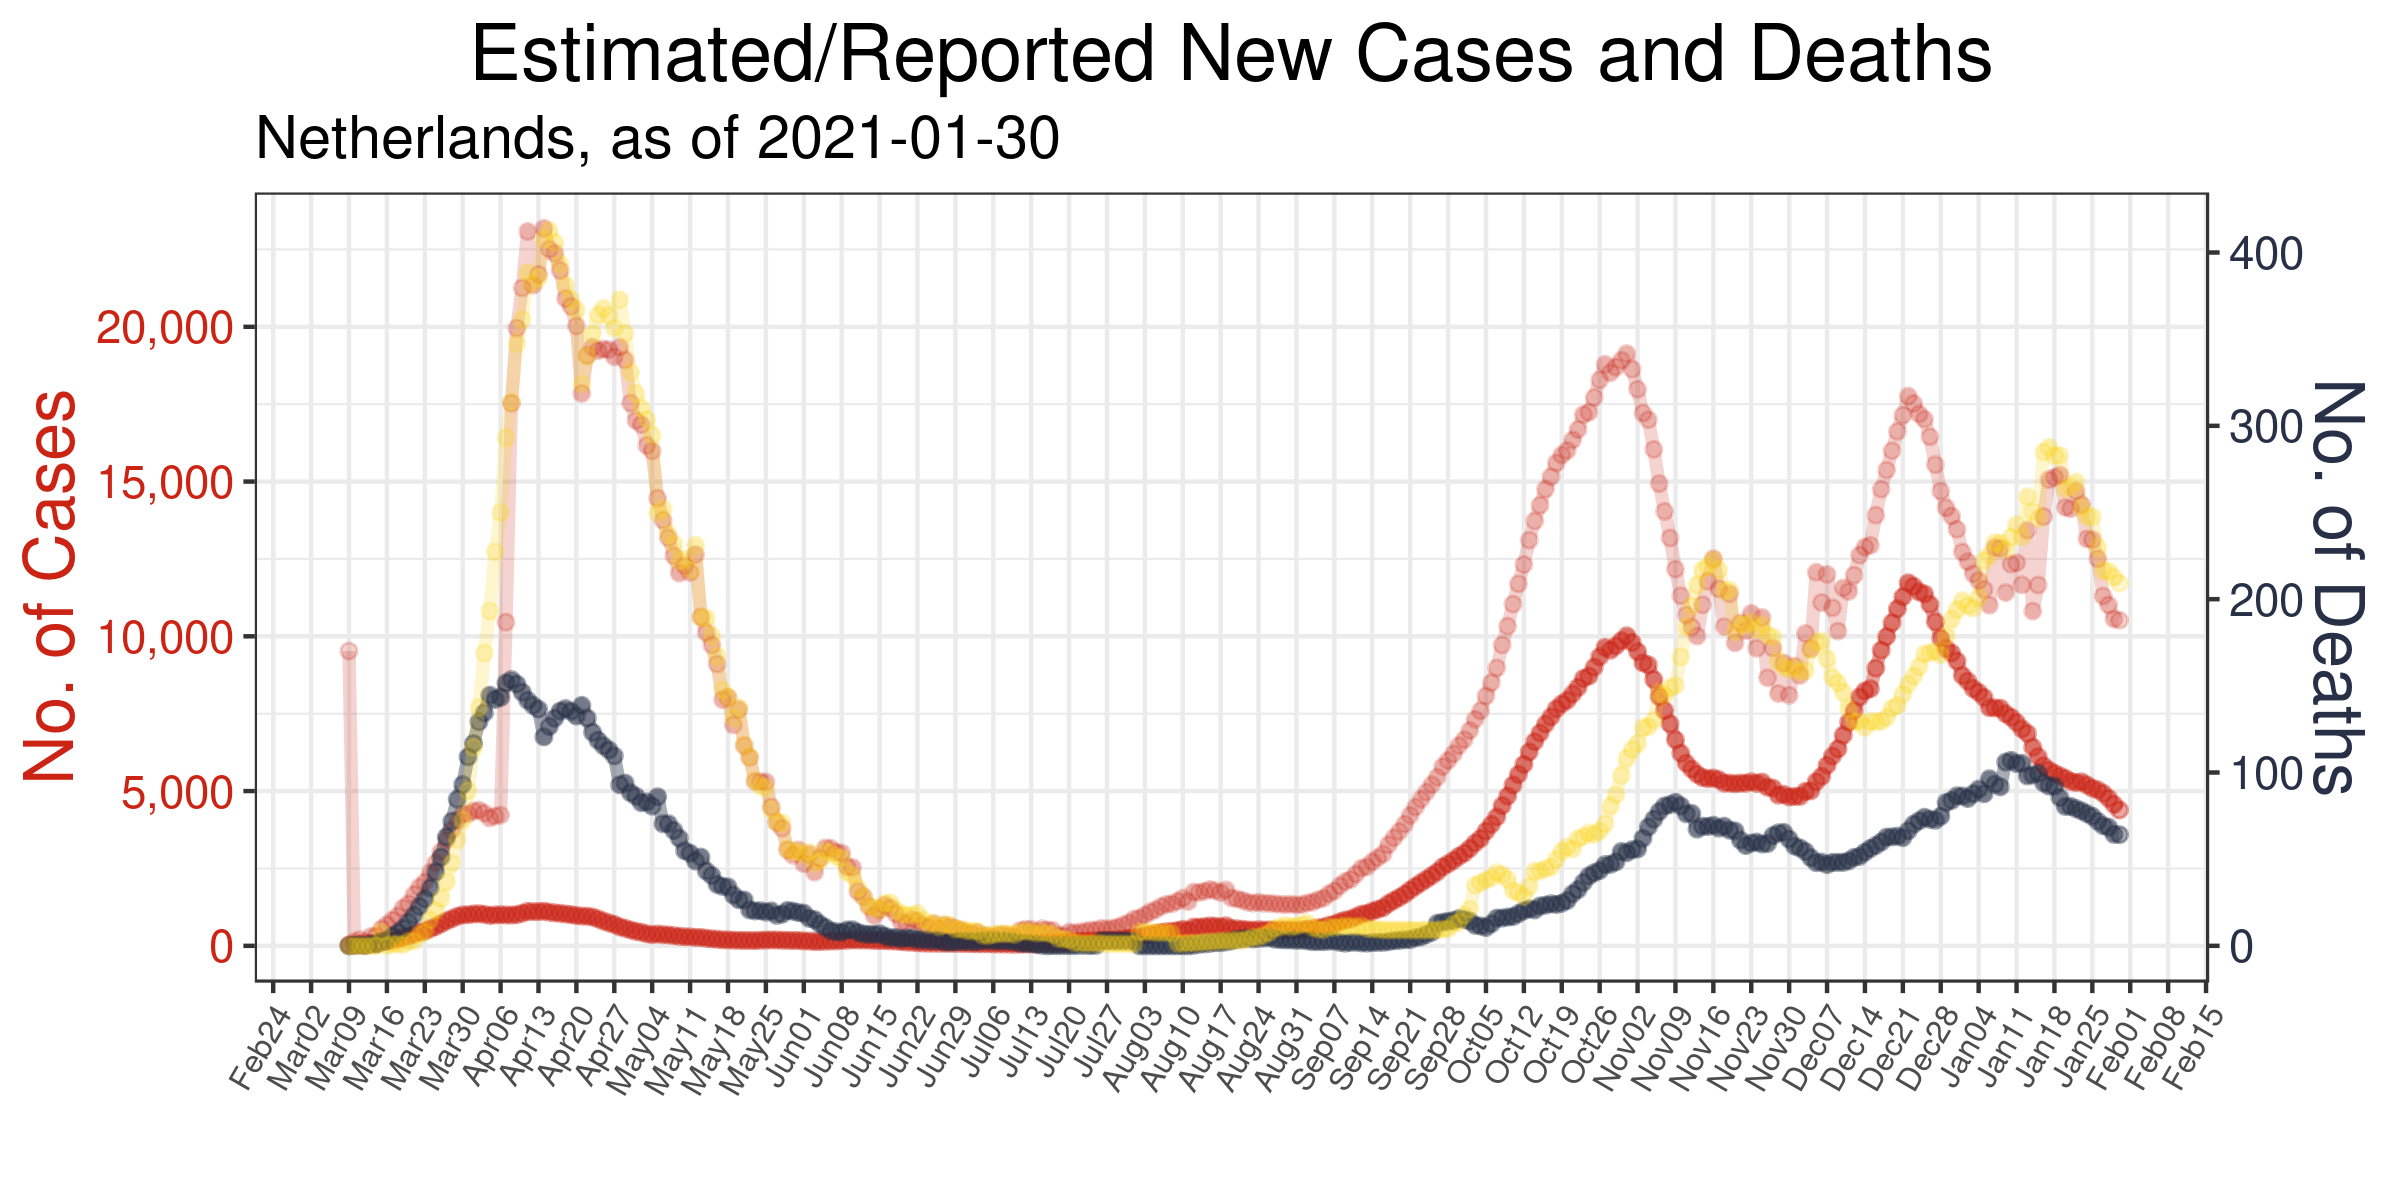 Estimated/Reported New Cases and Deaths
Netherlands, as of 2021-01-30
No. of Cases
20,000
15,000
10,000
5,000
0
400
300
200
100
0
No. of Deaths
Feb24
Mar02
Mar09
Mar16
Mar23
Mar30
Apr06
Apr13
Apr20
Apr27
May04
May11
May18
May25
Jun01
Jun08
Jun15
Jun22
Jun29
Jul06
Jul13
Jul20
Jul27
Aug03
Aug10
Aug17
Aug24
Aug31
Sep07
Sep14
Sep21
Sep28
Oct05
Oct12
Oct19
Oct26
Nov02
Nov09
Nov16
Nov23
Nov30
Dec07
Dec14
Dec21
Dec28
Jan04
Jan11
Jan18
Jan25
Feb01
Feb08
Feb15